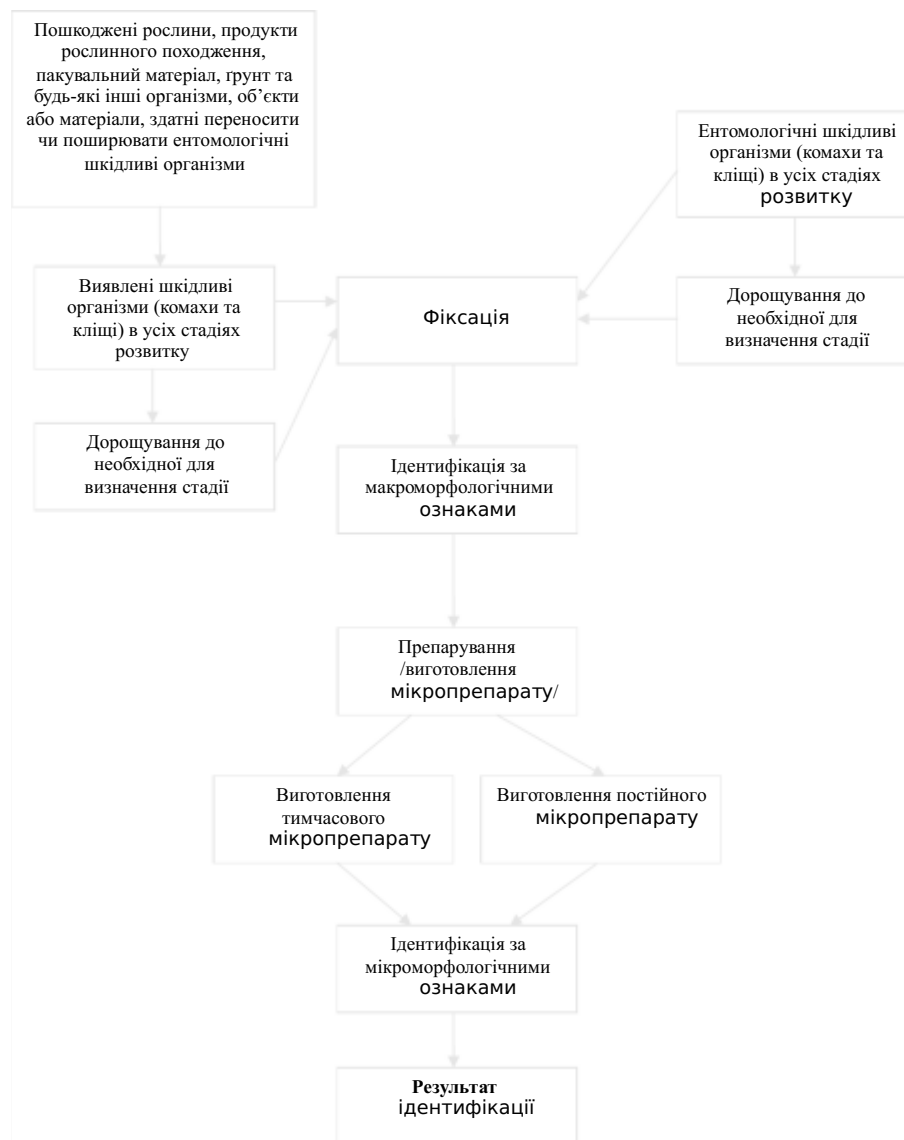 Пошкоджені рослини, продукти
рослинного походження,
пакувальний матеріал, ґрунт та
будь-які інші організми, об’єкти
або матеріали, здатні переносити
чи поширювати ентомологічні
шкідливі організми
Ентомологічні шкідливі
організми (комахи та
кліщі) в усіх стадіях
розвитку
Виявлені шкідливі
організми (комахи та
кліщі) в усіх стадіях
розвитку
Фіксація
Дорощування до
необхідної для
визначення стадії
Дорощування до
необхідної для
визначення стадії
Ідентифікація за
макроморфологічними
ознаками
Препарування
/виготовлення
мікропрепарату/
Виготовлення
тимчасового
мікропрепарату
Виготовлення постійного
мікропрепарату
Ідентифікація за
мікроморфологічними
ознаками
Результат
ідентифікації